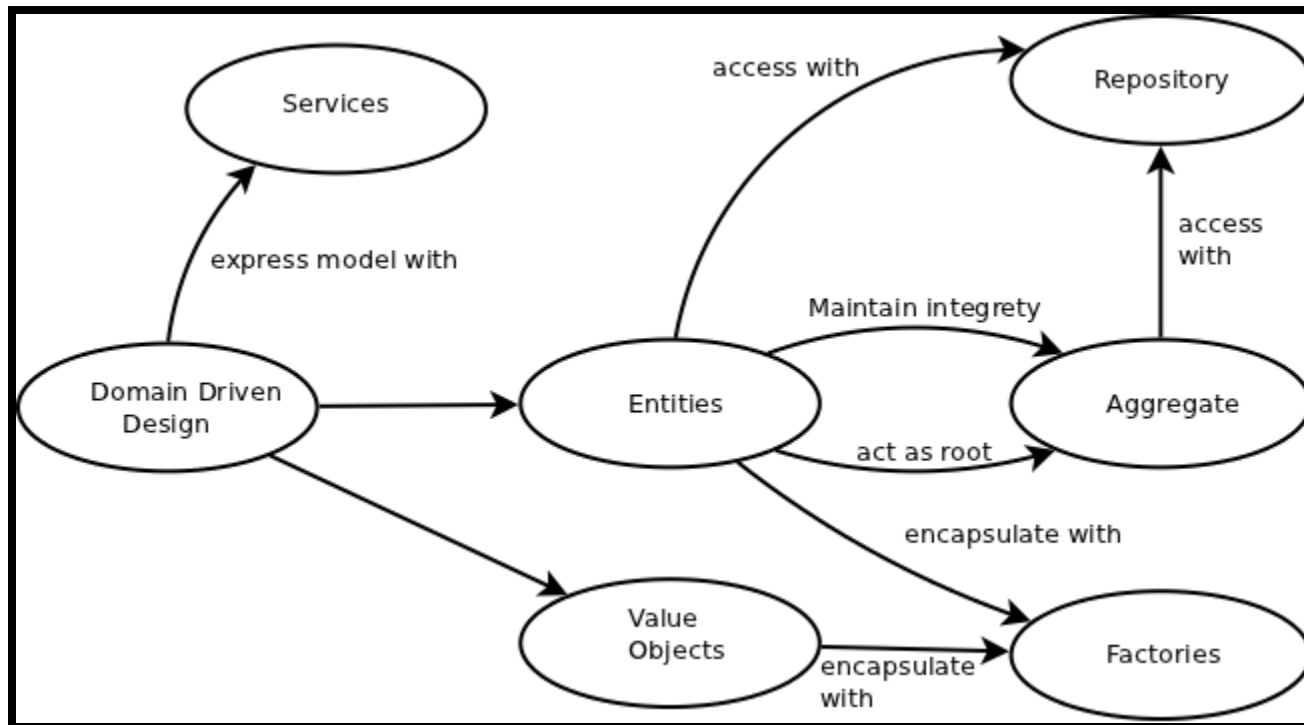 access with
Repository
Services
access
with
express model with
Maintain integrety
Domain Driven
Design
Entities
Aggregate
act as root
encapsulate with
Value
Objects
encapsulate
with
Factories